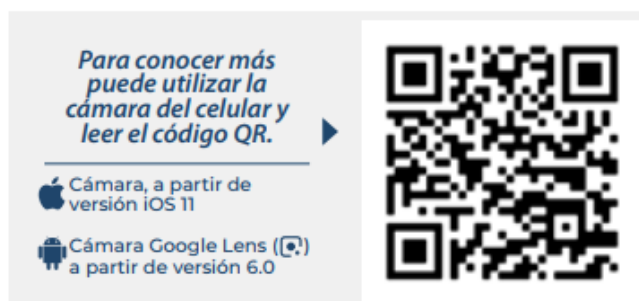 Para conocer más
puede utilizar la
cámara del celular y
leer el código QR.
Cámara, a partir de
versión iOS 11
Cámara Google Lens ( )
a partir de versión 6.0